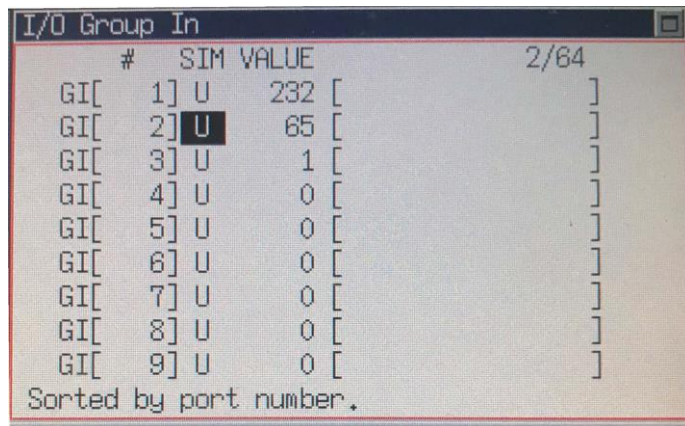 I/O Group In
# SIM VALUE 2/64
GI[ 1] U 232 [ ]
GI[ 2] U 65 [ ]
GI[ 3] U 1 [ ]
GI[ 4] U 0 [ ]
GI[ 5] U 0 [ ]
GI[ 6] U 0 [ ]
GI[ 7] U 0 [ ]
GI[ 8] U 0 [ ]
GI[ 9] U 0 [ ]
Sorted by port number.